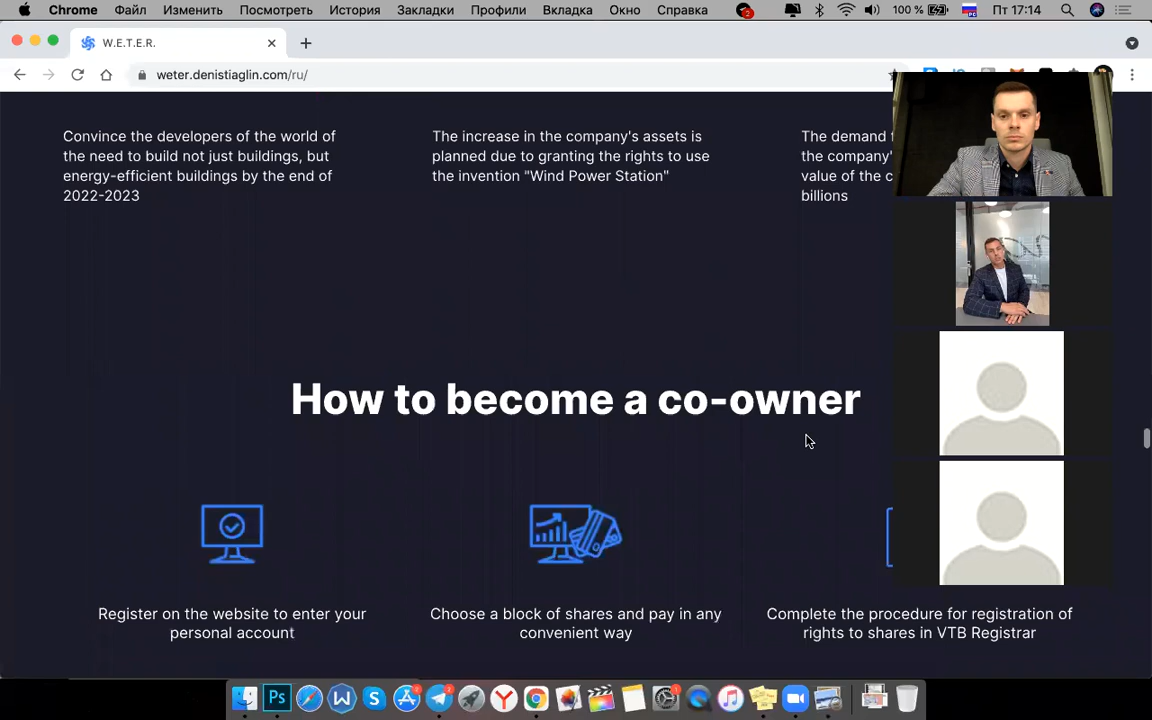 Chrome Файл Изменить Посмотреть История Закладки Профили Вкладка Окно Справка 2 100 % РС Пт 17:14
W.E.T.E.R.
weter.denistiaglin.com/ru/
Convince the developers of the world of
the need to build not just buildings, but
energy-efficient buildings by the end of
2022-2023
The increase in the company's assets is
planned due to granting the rights to use
the invention "Wind Power Station"
The demand
the company'
value of the c
billions
How to become a co-owner
Register on the website to enter your
personal account
Choose a block of shares and pay in any
convenient way
Complete the procedure for registration of
rights to shares in VTB Registrar
Ps